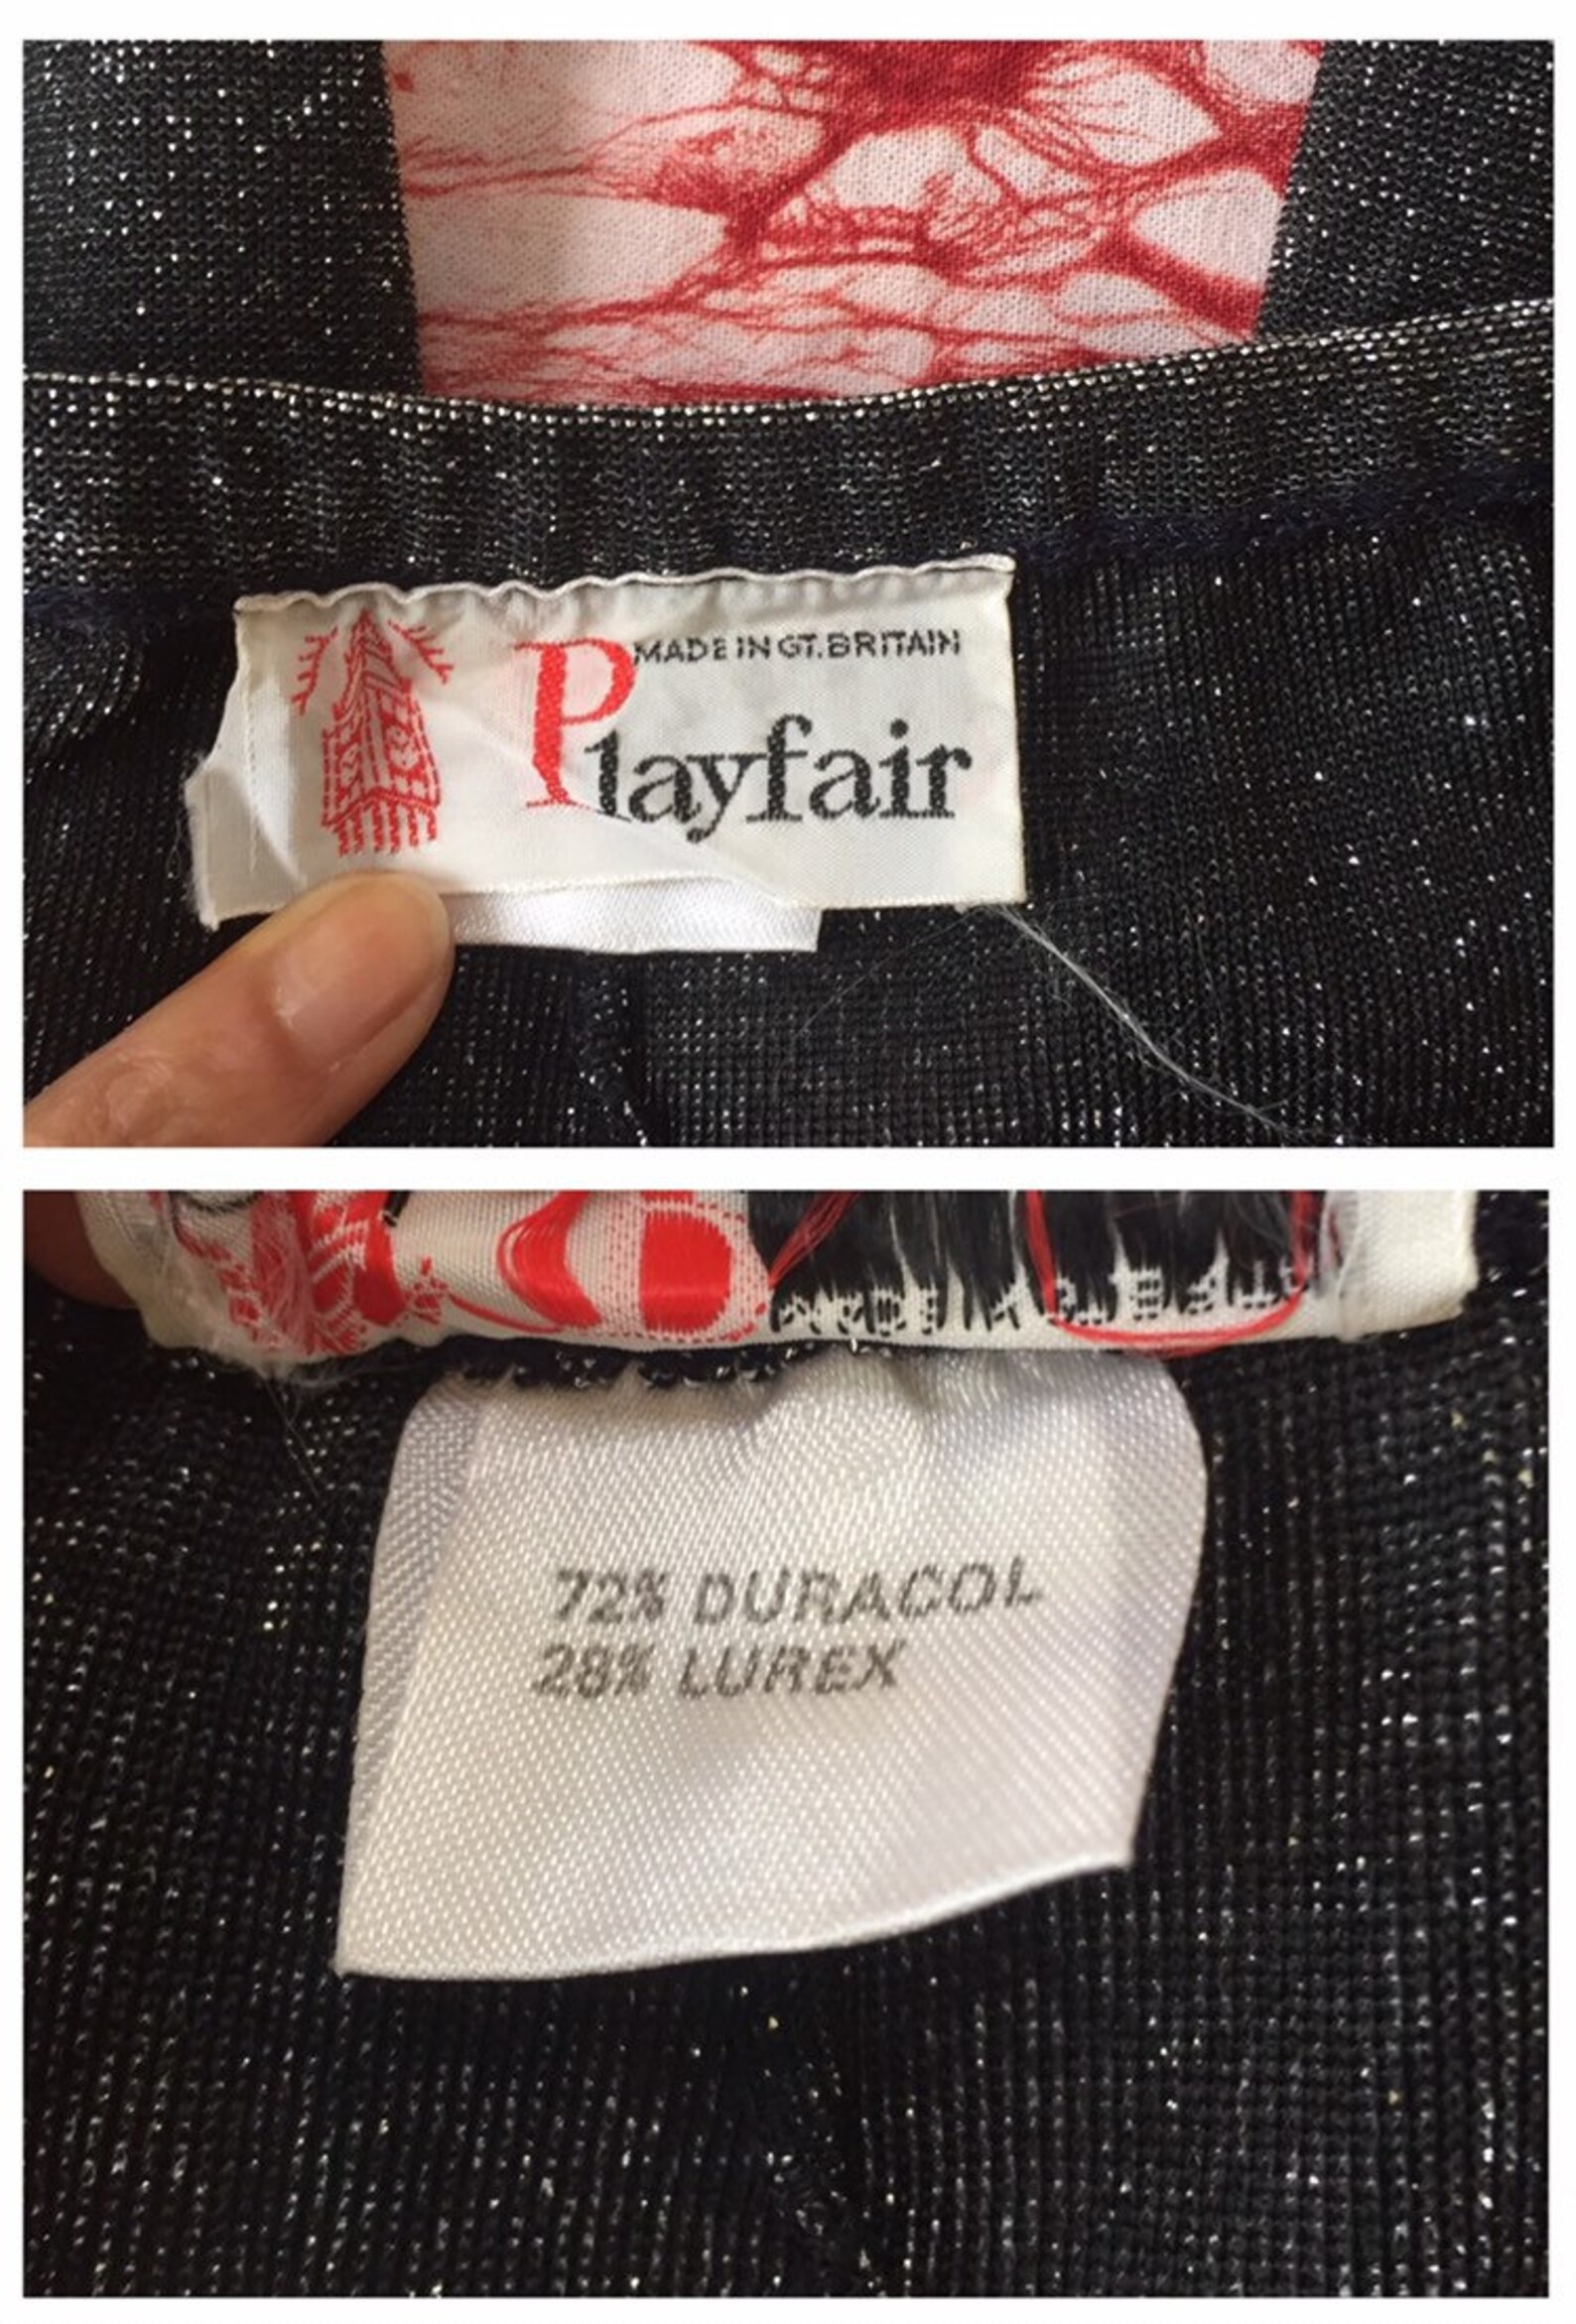 MADE IN GT. BRITAIN
Playfair
72% DURACOL
28% LUREX